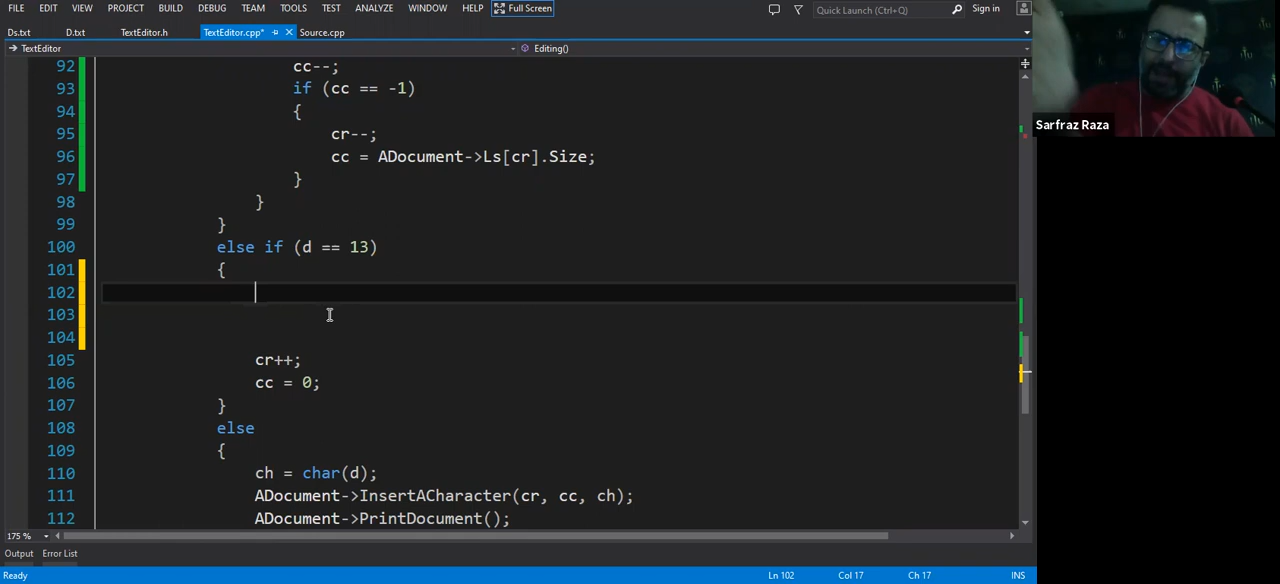 FILE EDIT VIEW PROJECT BUILD DEBUG TEAM TOOLS TEST ANALYZE WINDOW HELP Full Screen Quick Launch (Ctrl+Q) Sign in
Ds.txt D.txt TextEditor.h TextEditor.cpp* Source.cpp
TextEditor Editing()
92 cc--;
93 if (cc == -1)
94 {
95 cr--;
96 cc = ADocument->Ls[cr].Size;
97 }
98 }
99 }
100 else if (d == 13)
101 {
102
103
104
105 cr++;
106 cc = 0;
107 }
108 else
109 {
110 ch = char(d);
111 ADocument->InsertACharacter(cr, cc, ch);
112 ADocument->PrintDocument();
175 %
Output Error List
Ready Ln 102 Col 17 Ch 17 INS
Sarfraz Raza